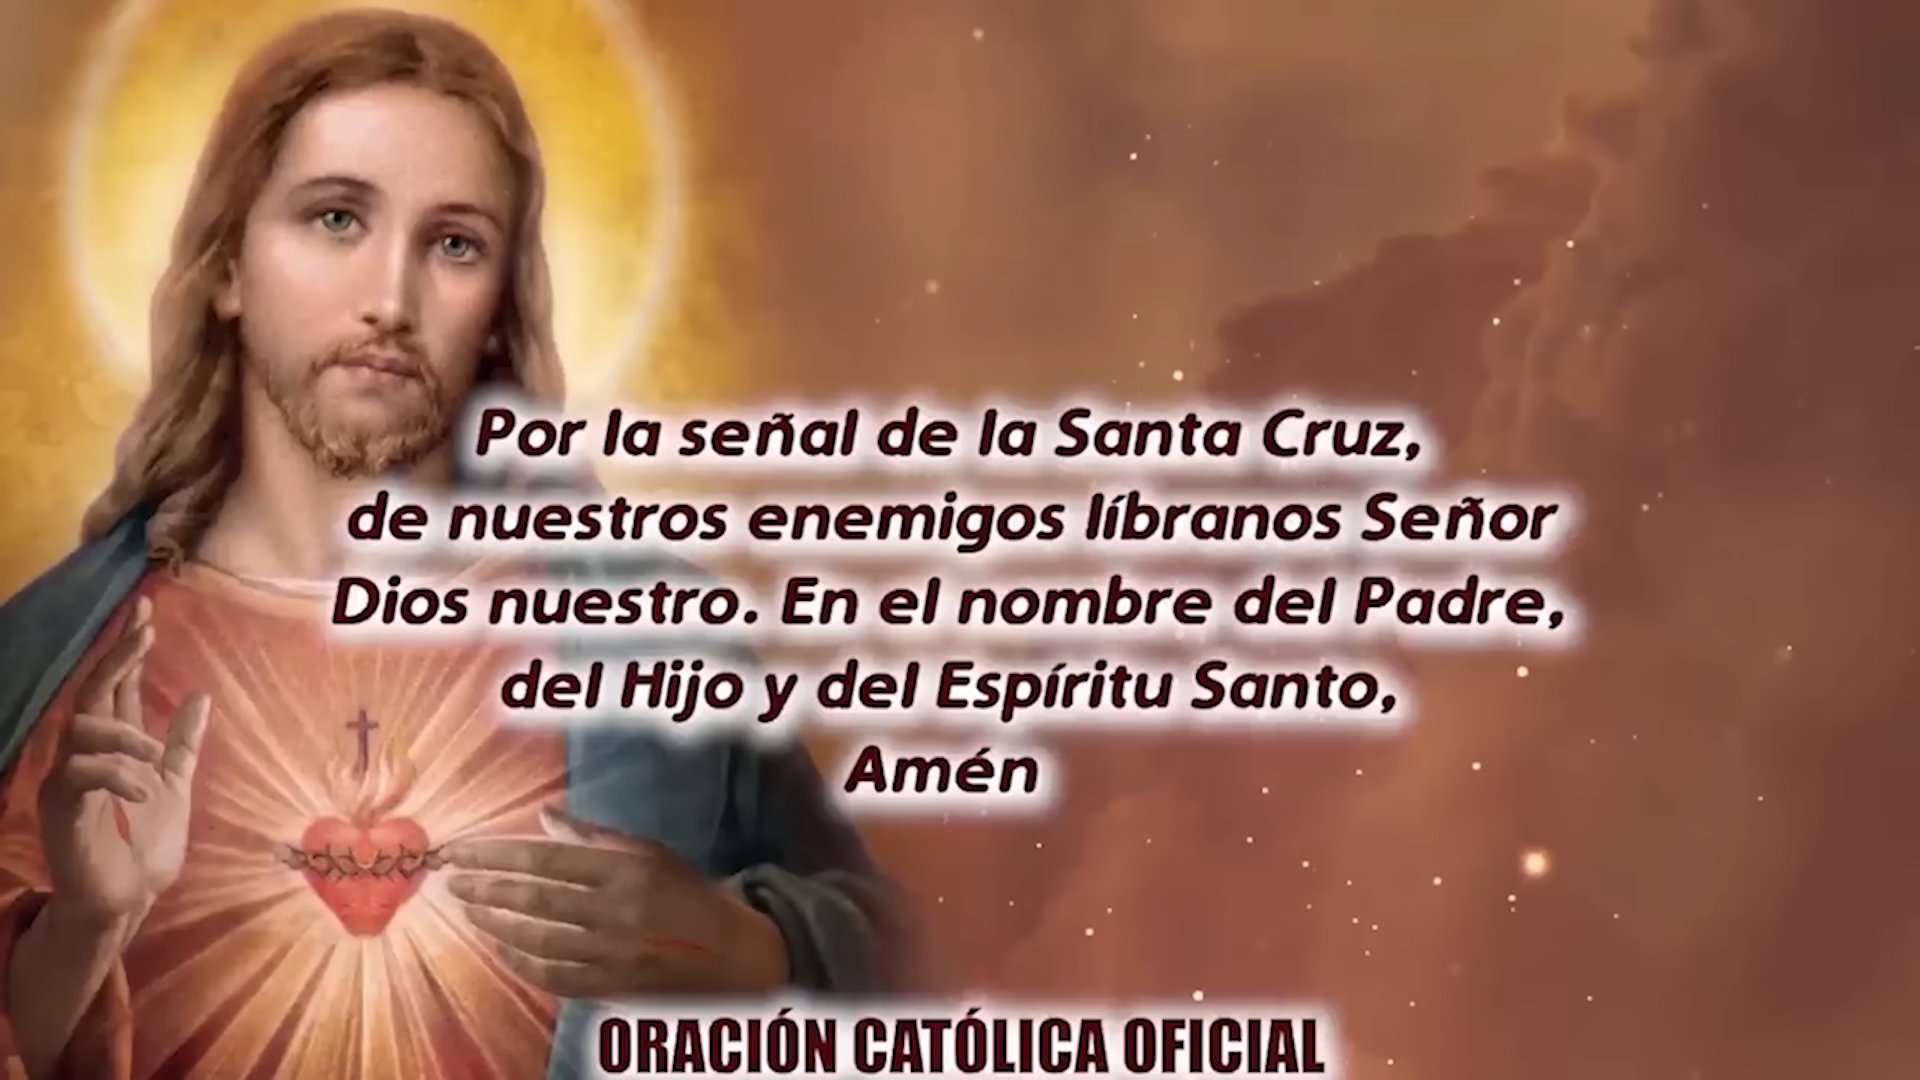 Por la señal de la Santa Cruz,
de nuestros enemigos líbranos Señor
Dios nuestro. En el nombre del Padre,
del Hijo y del Espíritu Santo,
Amén
ORACIÓN CATÓLICA OFICIAL